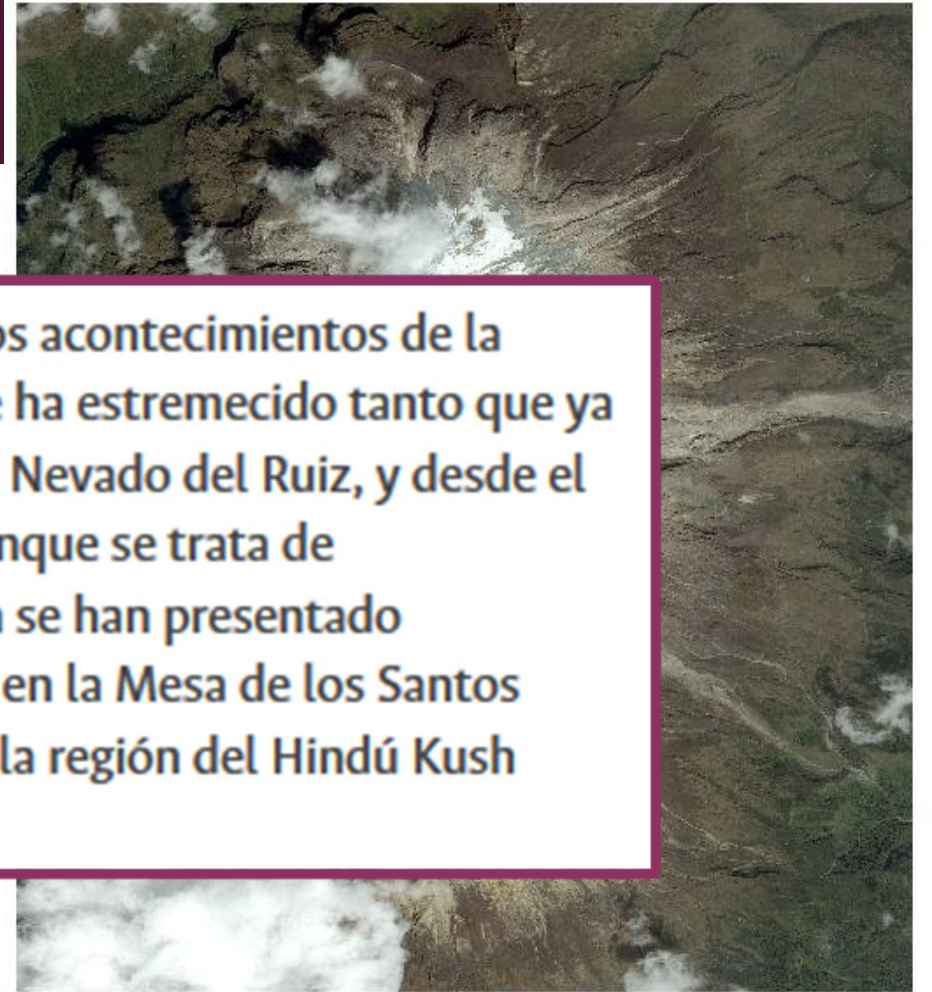 os acontecimientos de la
ha estremecido tanto que ya
Nevado del Ruiz, y desde el
nque se trata de
se han presentado
en la Mesa de los Santos
la región del Hindú Kush